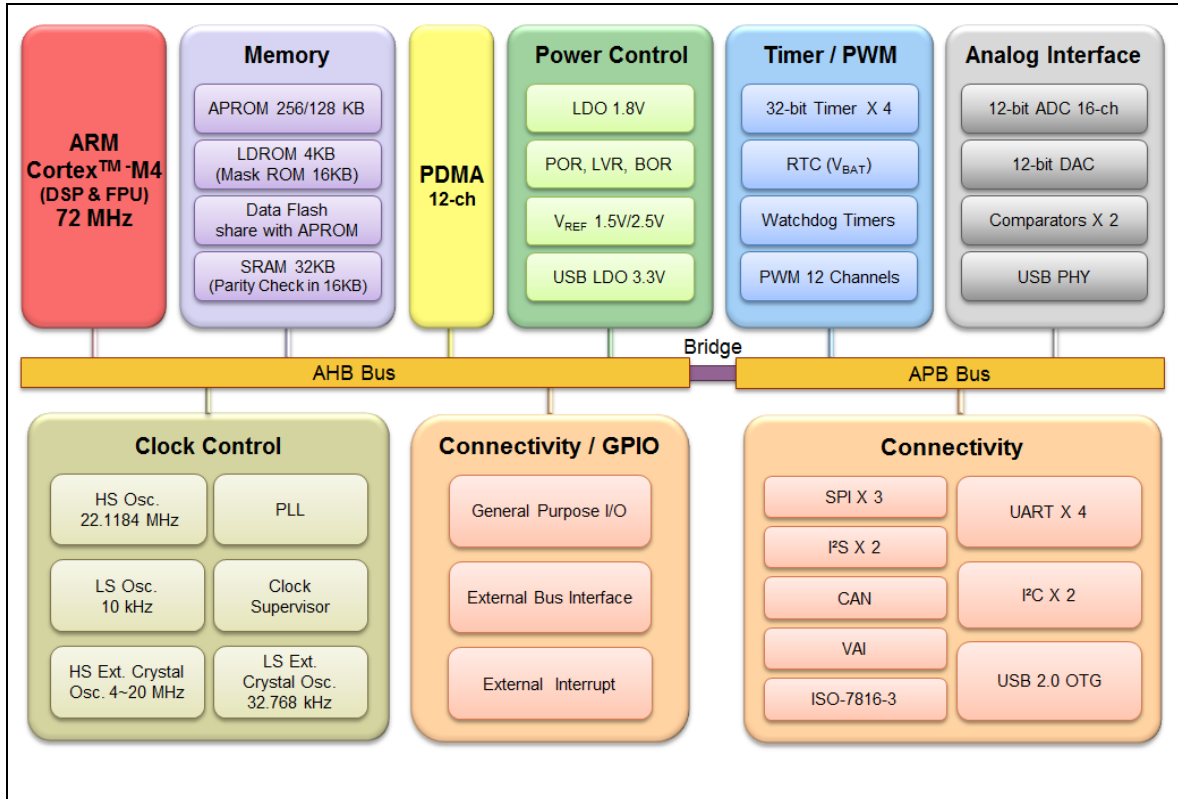 ARM
Cortex™-M4
(DSP & FPU)
72 MHz
Memory
APROM 256/128 KB
LDROM 4KB
(Mask ROM 16KB)
Data Flash
share with APROM
SRAM 32KB
(Parity Check in 16KB)
PDMA
12-ch
Power Control
LDO 1.8V
POR, LVR, BOR
VREF 1.5V/2.5V
USB LDO 3.3V
Timer / PWM
32-bit Timer X 4
RTC (VBAT)
Watchdog Timers
PWM 12 Channels
Analog Interface
12-bit ADC 16-ch
12-bit DAC
Comparators X 2
USB PHY
AHB Bus
Bridge
APB Bus
Clock Control
HS Osc.
22.1184 MHz
PLL
LS Osc.
10 kHz
Clock
Supervisor
HS Ext. Crystal
Osc. 4~20 MHz
LS Ext.
Crystal Osc.
32.768 kHz
Connectivity / GPIO
General Purpose I/O
External Bus Interface
External Interrupt
Connectivity
SPI X 3
I²S X 2
CAN
VAI
ISO-7816-3
UART X 4
I²C X 2
USB 2.0 OTG